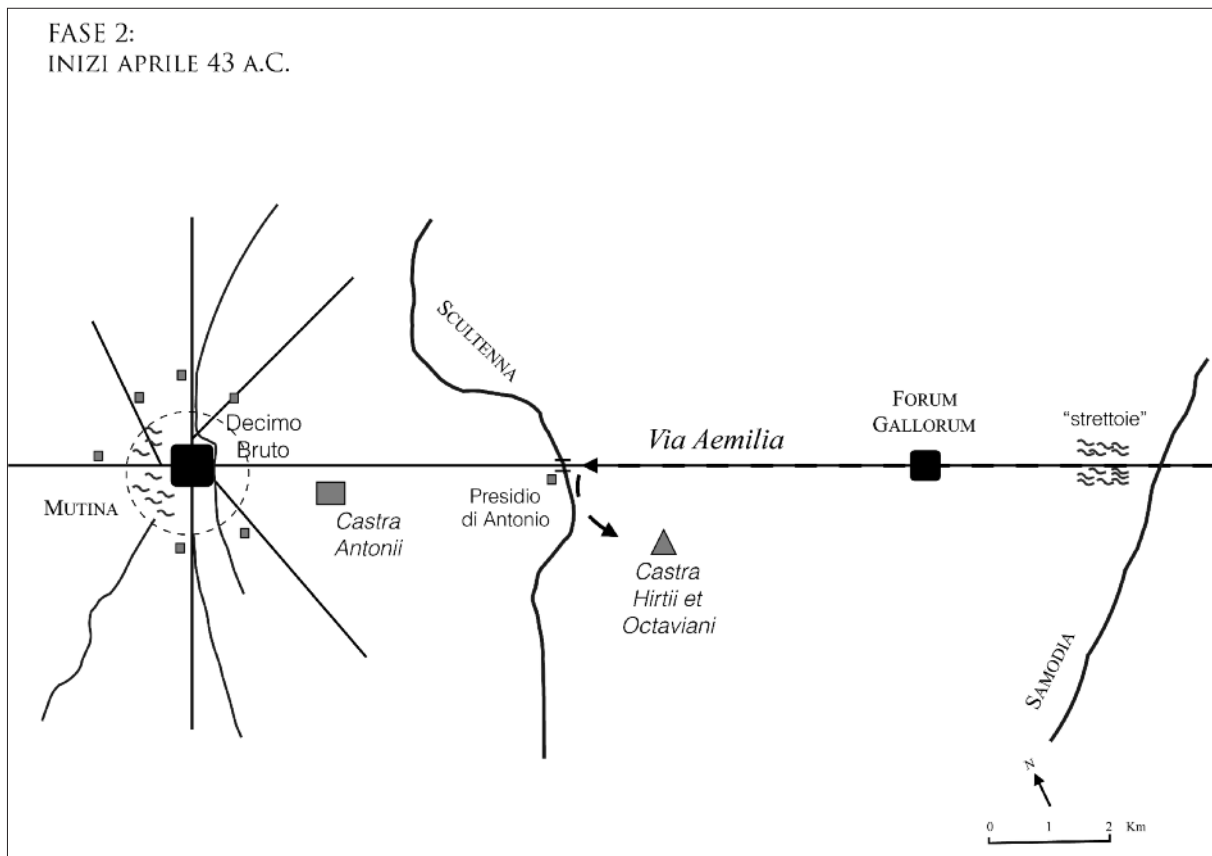 FASE 2:
INIZI APRILE 43 A.C.
SCULTENNA
FORUM
GALLORUM
"strettoie"
Decimo
Bruto
Via Aemilia
MUTINA
Castra
Antonii
Presidio
di Antonio
Castra
Hirtii et
Octaviani
SAMODIA
N
0 1 2 Km